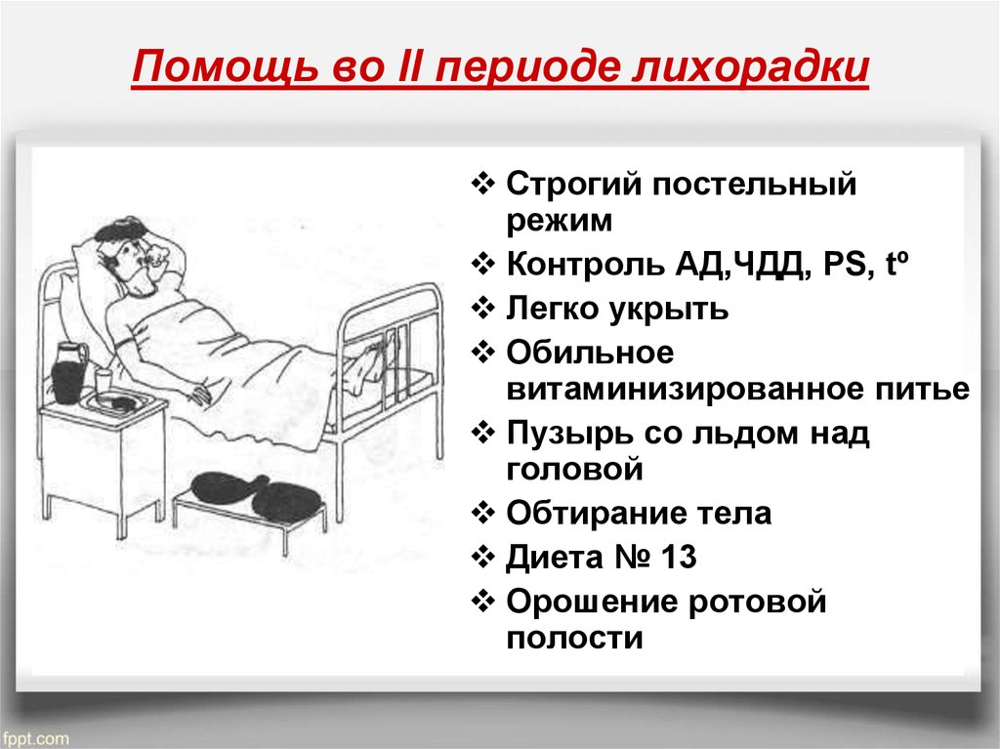 Помощь во II периоде лихорадки
❖ Строгий постельный
режим
❖ Контроль АД,ЧДД, PS, tº
❖ Легко укрыть
❖ Обильное
витаминизированное питье
❖ Пузырь со льдом над
головой
❖ Обтирание тела
❖ Диета № 13
❖ Орошение ротовой
полости
fppt.com